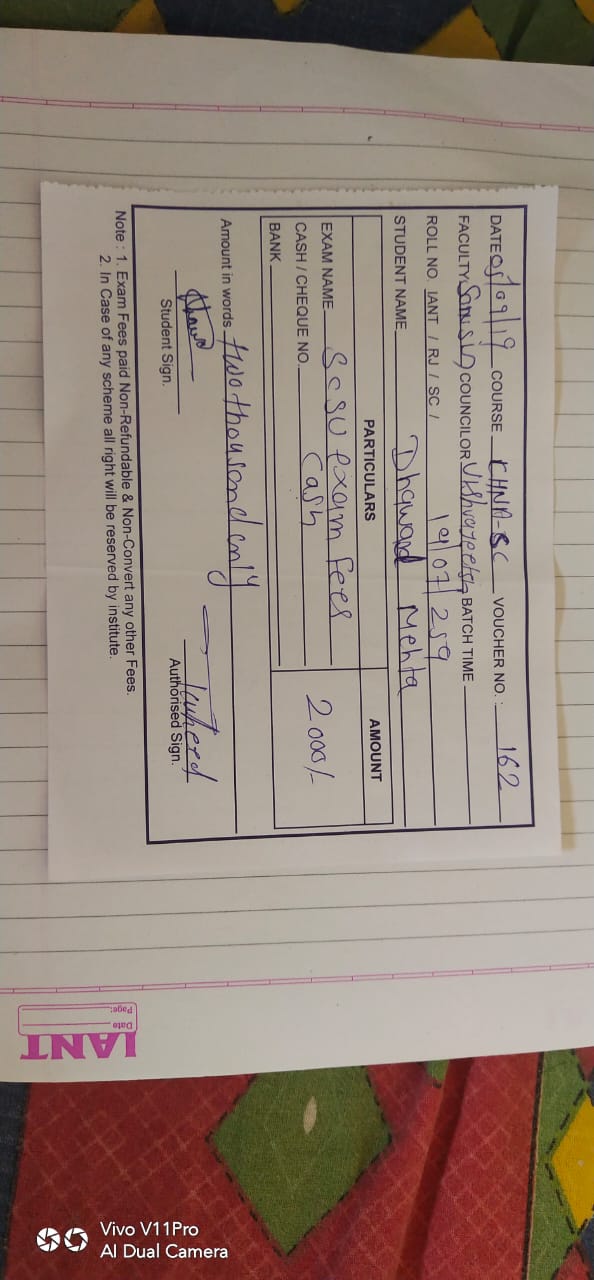 DATE 05/09/19 COURSE CHNA-SC VOUCHER NO.: 162
FACULTY COUNCILOR BATCH TIME
ROLL NO. IANT / RJ / SC / 19/07/259
STUDENT NAME Dhawad Mehta
PARTICULARS AMOUNT
EXAM NAME SCSU exam fees 2000/-
CASH / CHEQUE NO. Cash
BANK
Amount in words two thousand only
Student Sign. Authorised Sign.
Note : 1. Exam Fees paid Non-Refundable & Non-Convert any other Fees.
2. In Case of any scheme all right will be reserved by institute.
IANT
Date
Page:
Vivo V11Pro
AI Dual Camera